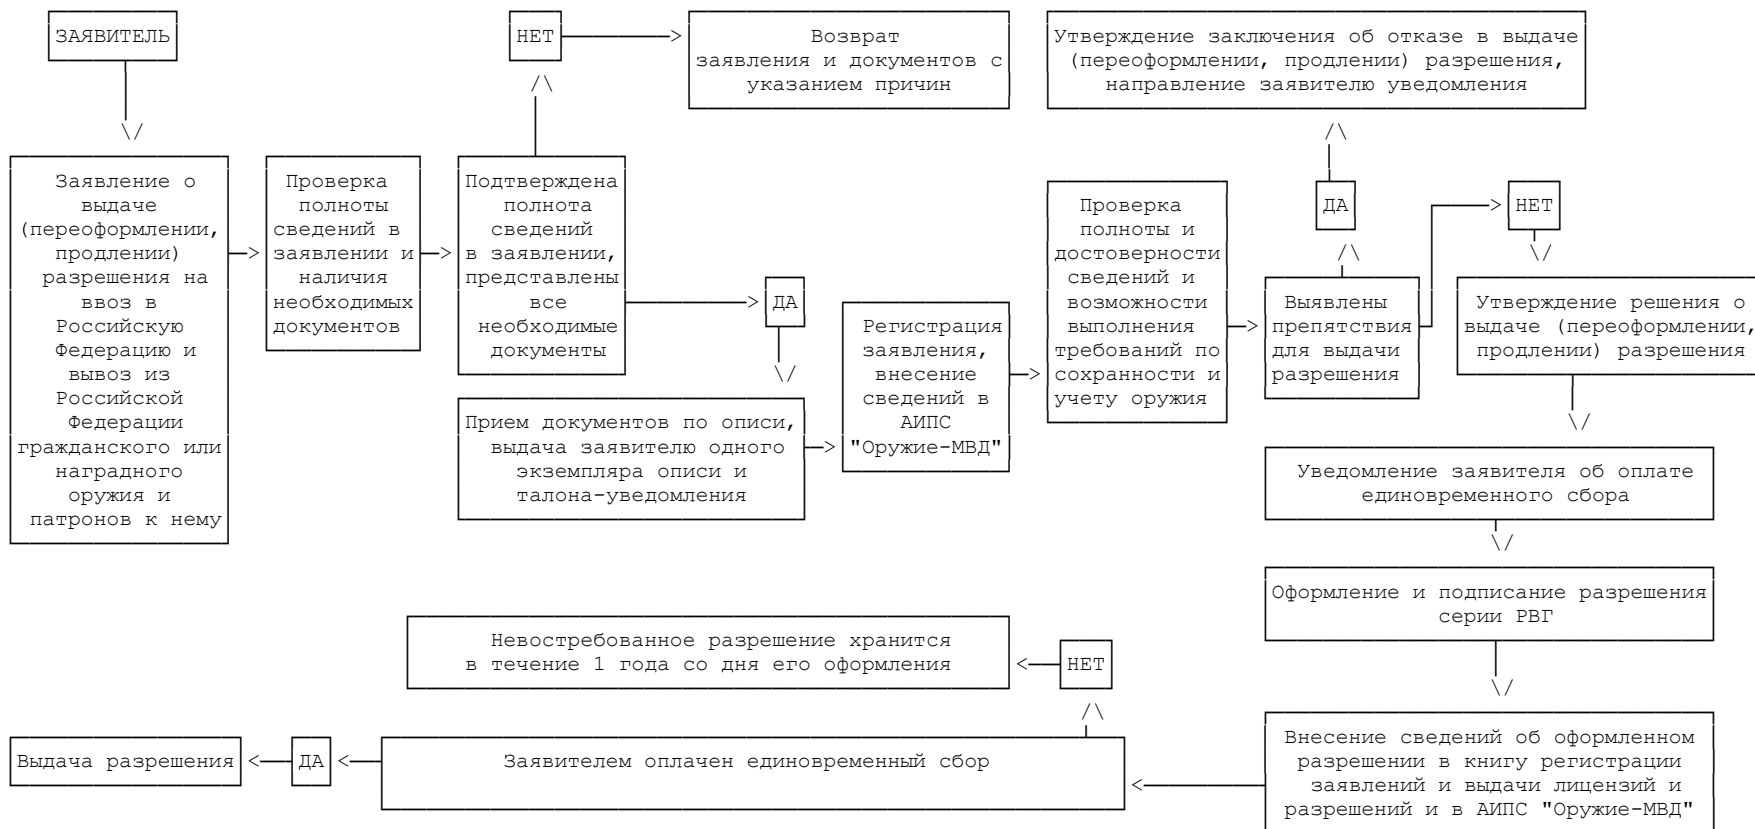 ЗАЯВИТЕЛЬ
НЕТ
Возврат
заявления и документов с
указанием причин
Утверждение заключения об отказе в выдаче
(переоформлении, продлении) разрешения,
направление заявителю уведомления
Заявление о
выдаче
(переоформлении,
продлении)
разрешения на
ввоз в
Российскую
Федерацию и
вывоз из
Российской
Федерации
гражданского или
наградного
оружия и
патронов к нему
Проверка
полноты
сведений в
заявлении и
наличия
необходимых
документов
Подтверждена
полнота
сведений
в заявлении,
представлены
все
необходимые
документы
ДА
Прием документов по описи,
выдача заявителю одного
экземпляра описи и
талона-уведомления
Регистрация
заявления,
внесение
сведений в
АИПС
"Оружие-МВД"
Проверка
полноты и
достоверности
сведений и
возможности
выполнения
требований по
сохранности и
учету оружия
Выявлены
препятствия
для выдачи
разрешения
ДА
НЕТ
Утверждение решения о
выдаче (переоформлении,
продлении) разрешения
Уведомление заявителя об оплате
единовременного сбора
Оформление и подписание разрешения
серии РВГ
Внесение сведений об оформленном
разрешении в книгу регистрации
заявлений и выдачи лицензий и
разрешений и в АИПС "Оружие-МВД"
Заявителем оплачен единовременный сбор
НЕТ
Невостребованное разрешение хранится
в течение 1 года со дня его оформления
ДА
Выдача разрешения